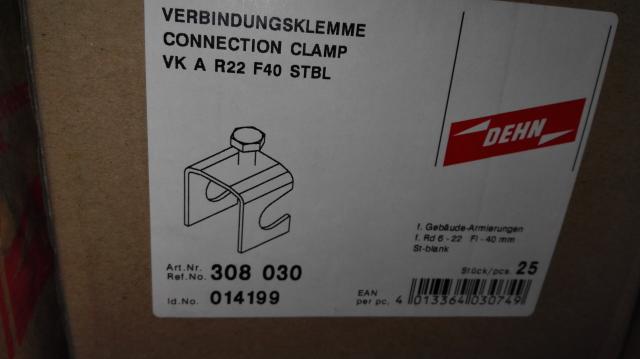 VERBINDUNGSKLEMME
CONNECTION CLAMP
VK A R22 F40 STBL
DEHN
f. Gebäude-Armierungen
f. Rd 6-22 Fl -40 mm
St-blank
Art.Nr.
Ref.No. 308 030
Stück/pcs. 25
Id.No. 014199
EAN
per pc. 4 013364 030749